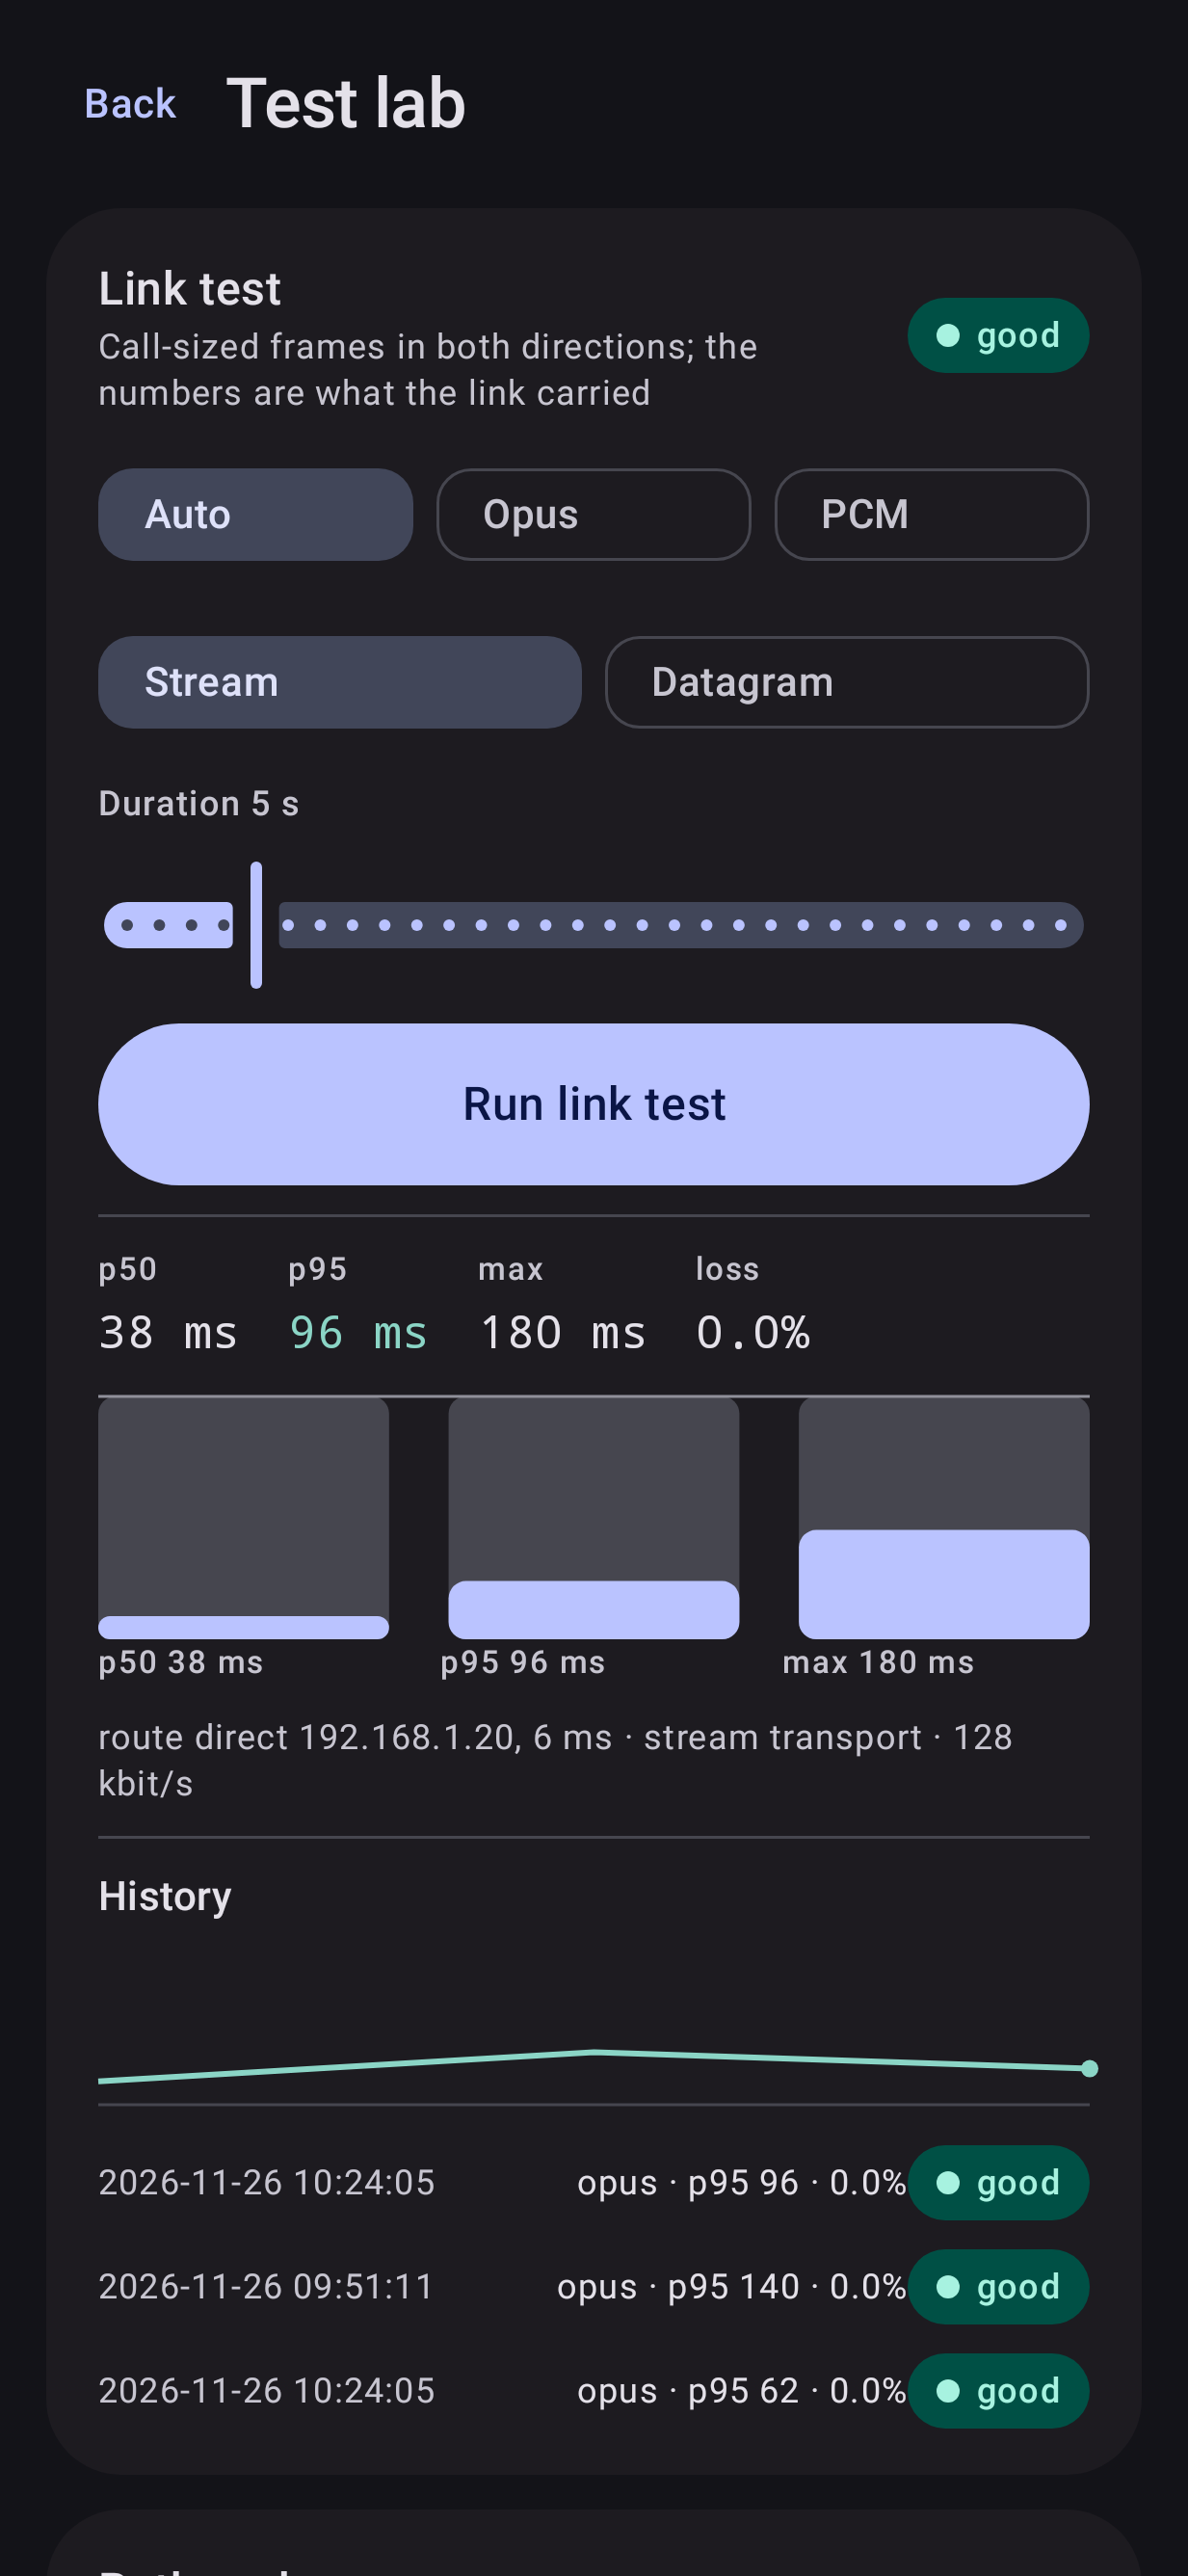 Back Test lab
Link test
Call-sized frames in both directions; the
numbers are what the link carried
good
Auto Opus PCM
Stream Datagram
Duration 5 s
Run link test
p50 p95 max loss
38 ms 96 ms 180 ms 0.0%
p50 38 ms p95 96 ms max 180 ms
route direct 192.168.1.20, 6 ms · stream transport · 128
kbit/s
History
2026-11-26 10:24:05 opus · p95 96 · 0.0% good
2026-11-26 09:51:11 opus · p95 140 · 0.0% good
2026-11-26 10:24:05 opus · p95 62 · 0.0% good